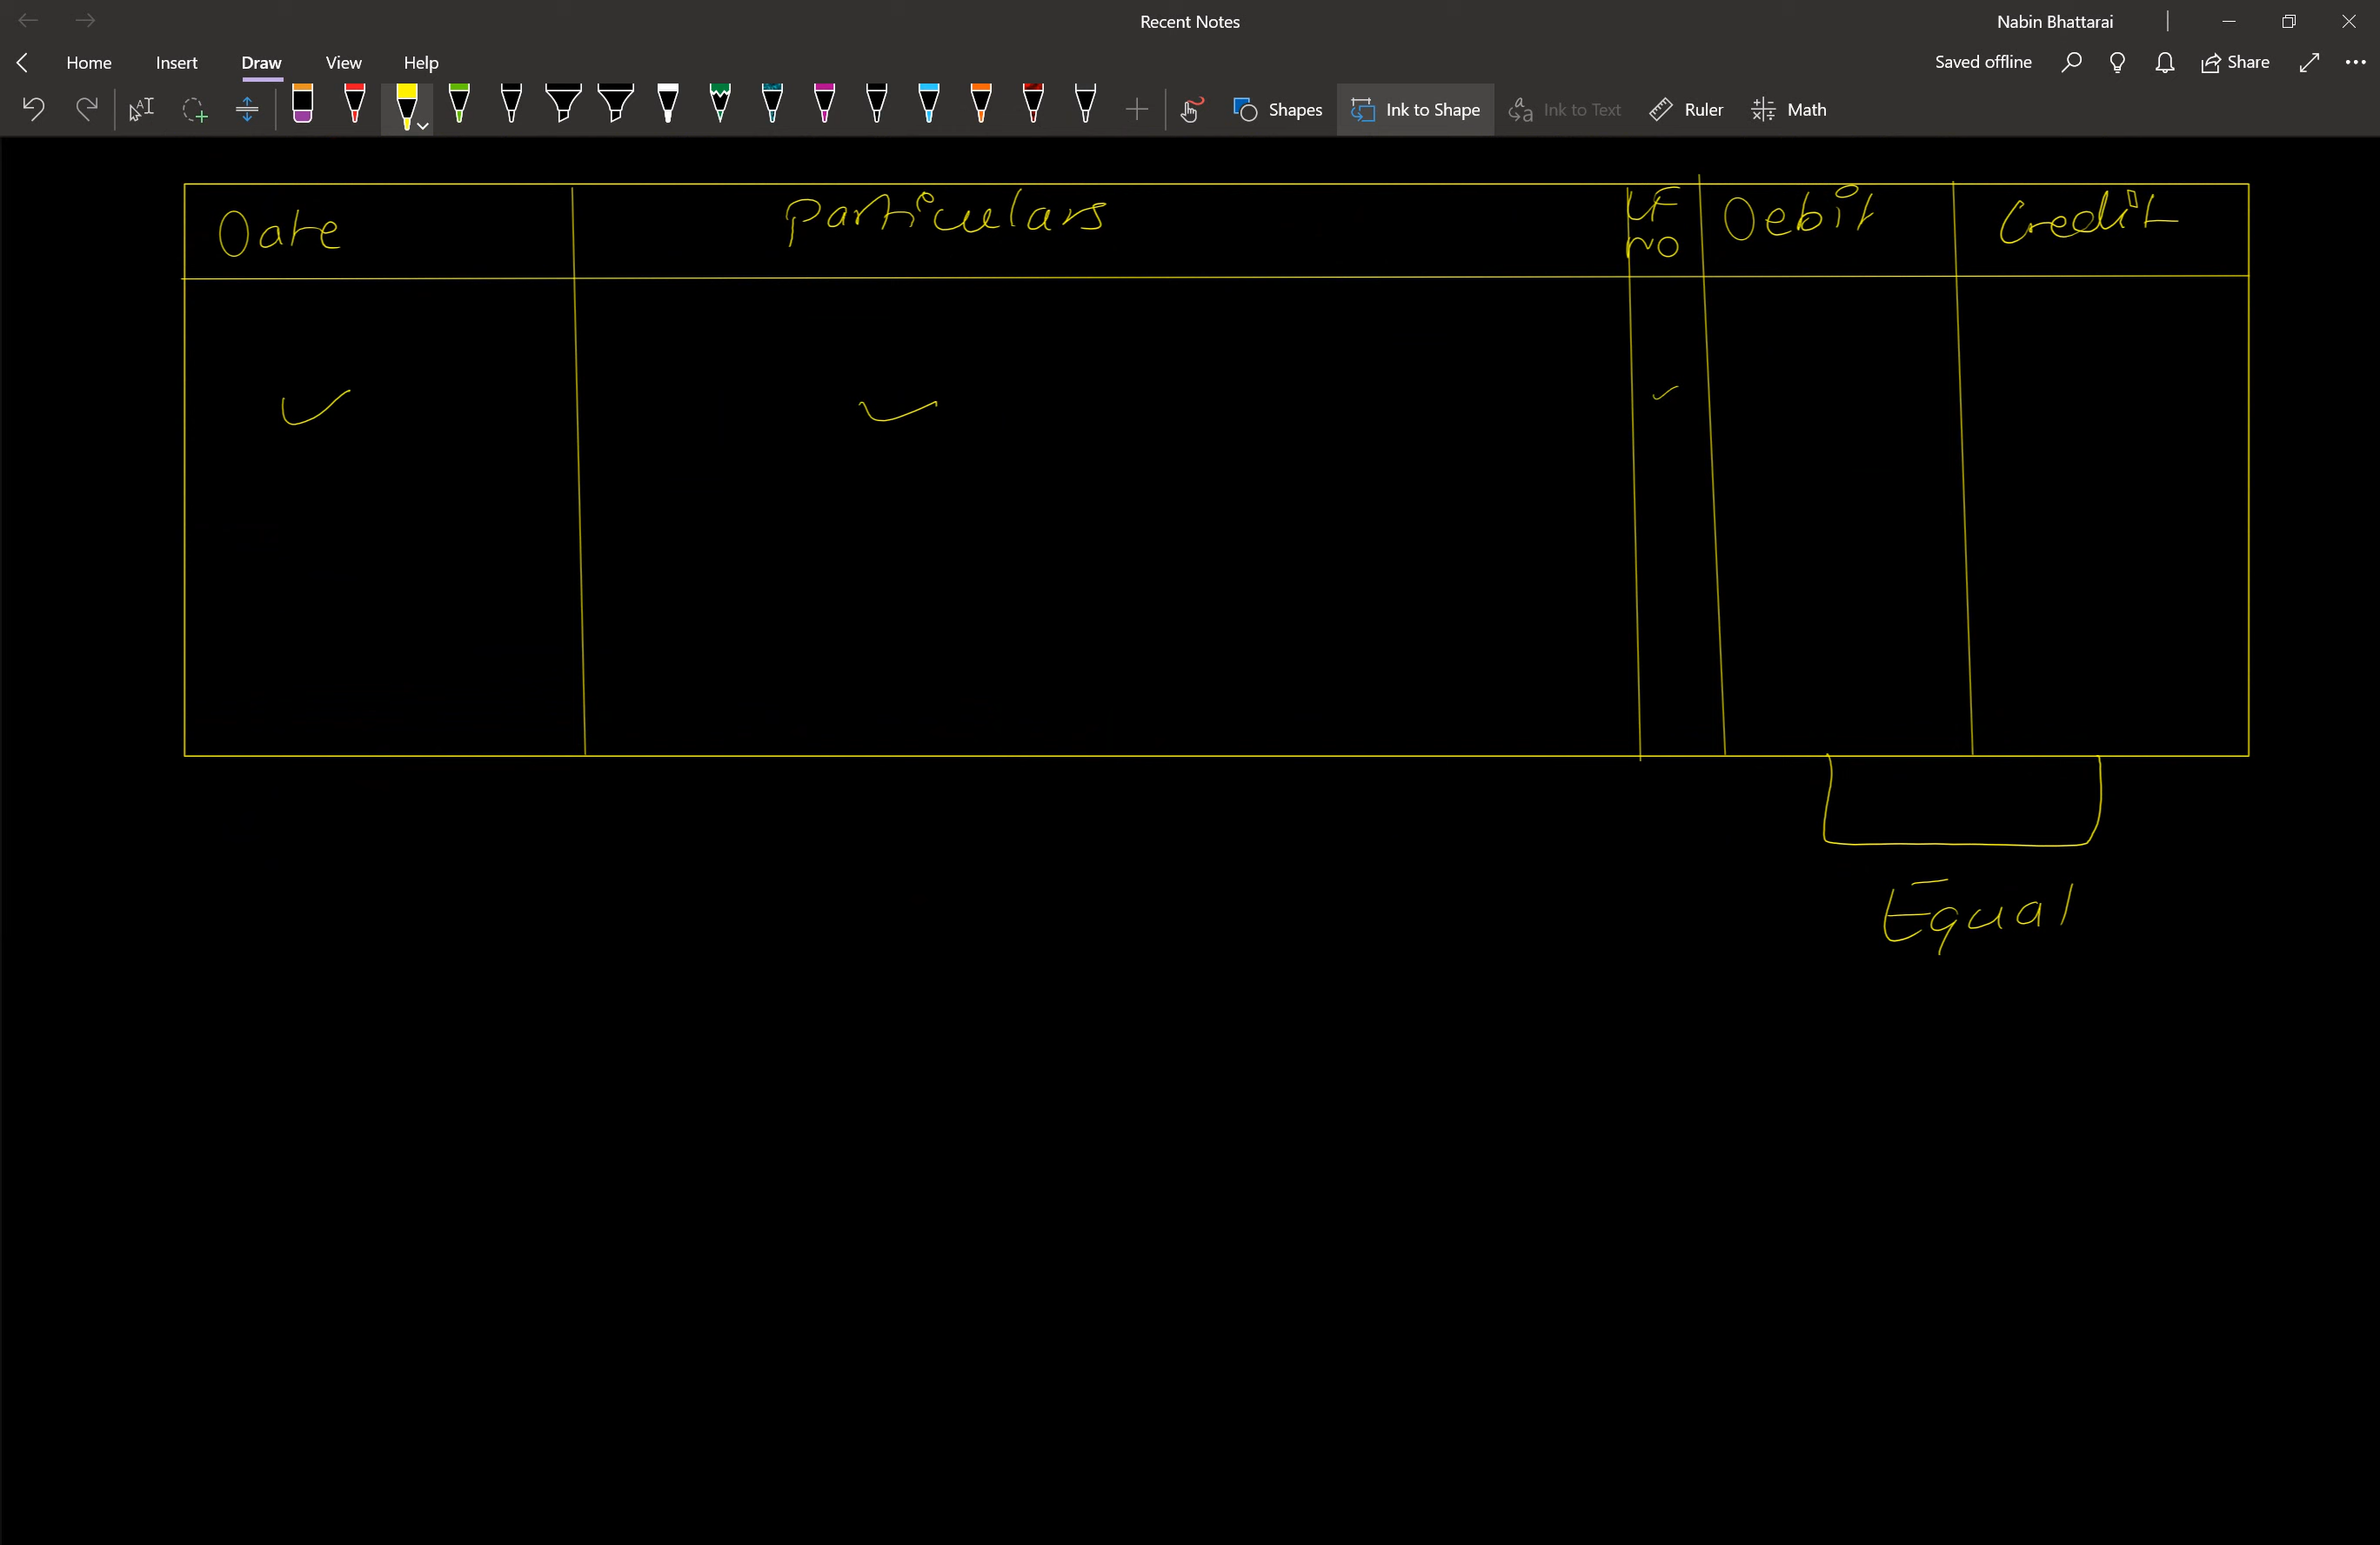 Recent Notes
Nabin Bhattarai
Home Insert Draw View Help
Saved offline
Share
Shapes
Ink to Shape
Ink to Text
Ruler
Math
Date Particulars LF No Debit Credit
Equal